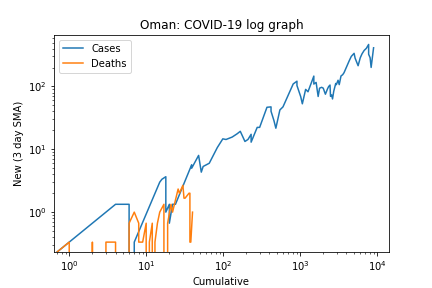 Oman: COVID-19 log graph
Cases
Deaths
New (3 day SMA)
10²
10¹
10⁰
10⁰ 10¹ 10² 10³ 10⁴
Cumulative